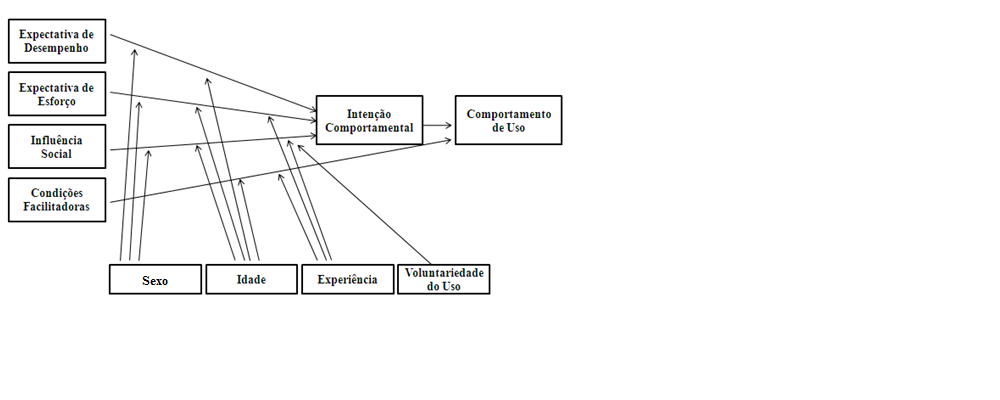 Expectativa de
Desempenho
Expectativa de
Esforço
Influência
Social
Condições
Facilitadoras
Intenção
Comportamental
Comportamento
de Uso
Sexo
Idade
Experiência
Voluntariedade
do Uso